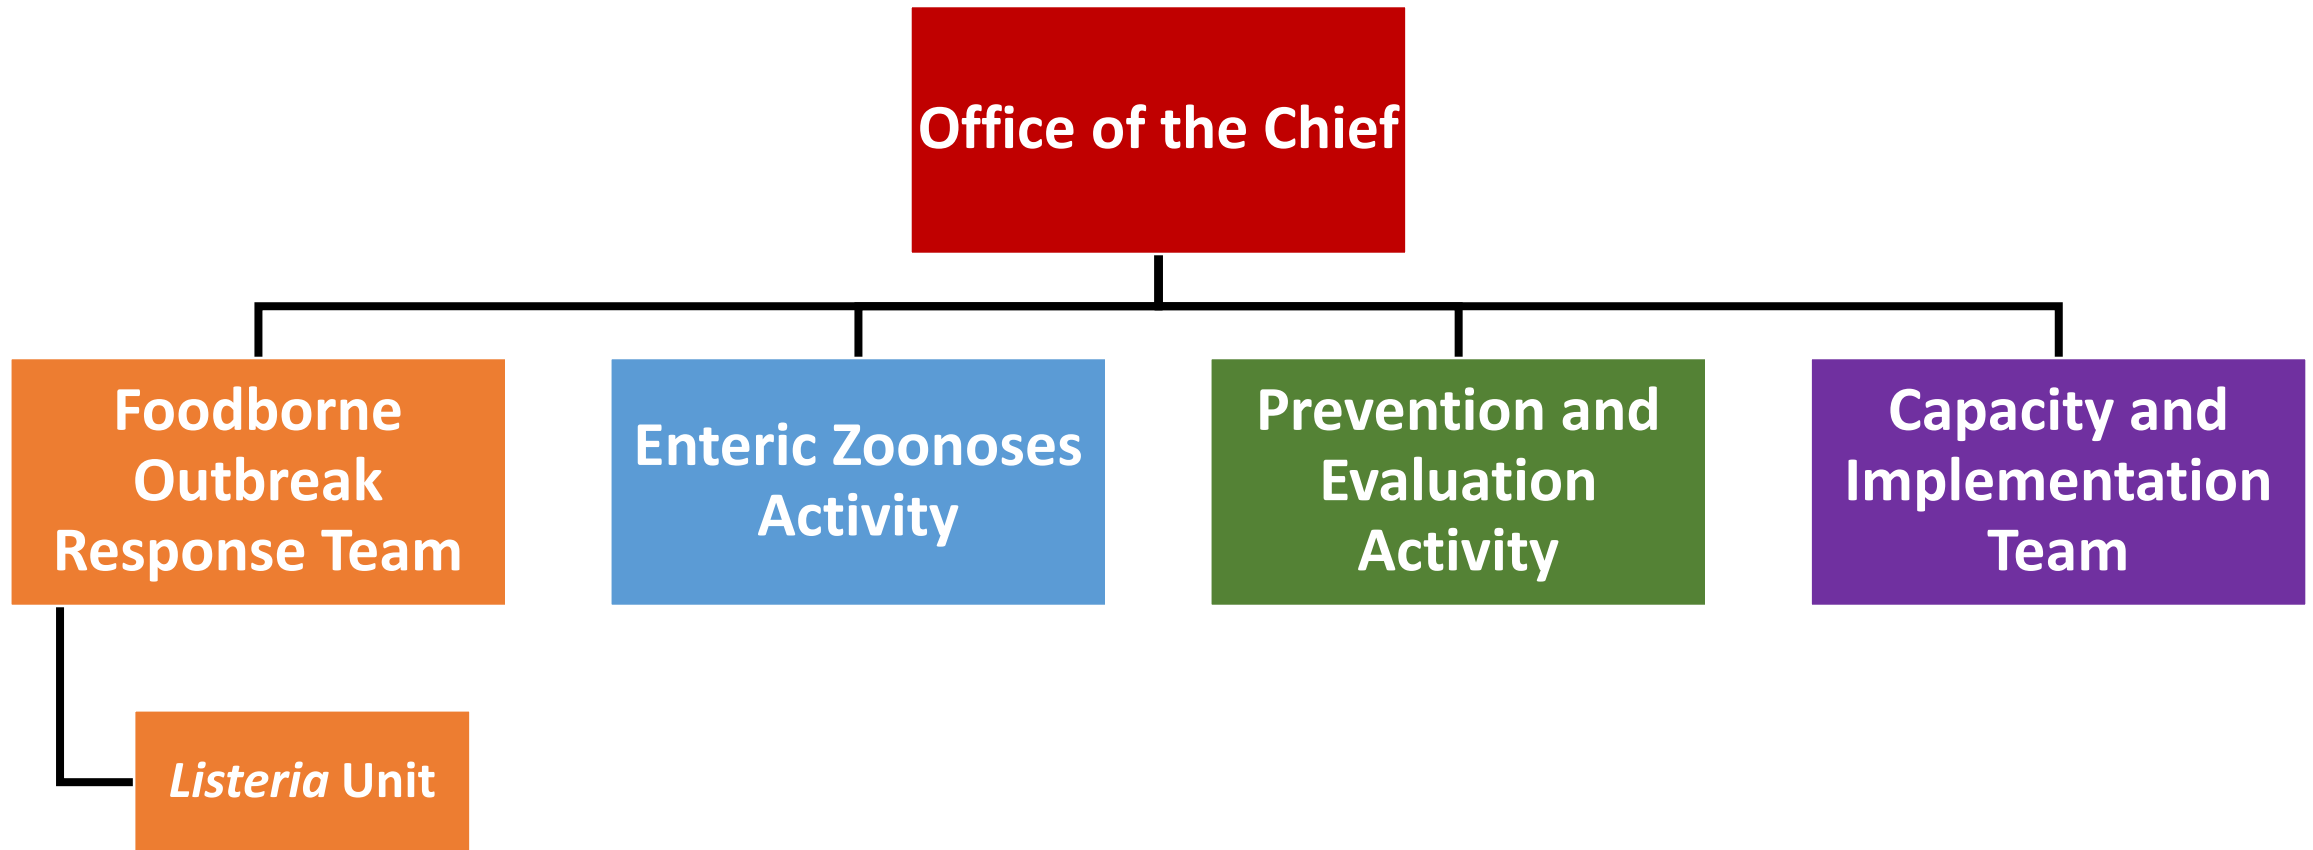 Office of the Chief
Foodborne
Outbreak
Response Team
Enteric Zoonoses
Activity
Prevention and
Evaluation
Activity
Capacity and
Implementation
Team
Listeria Unit